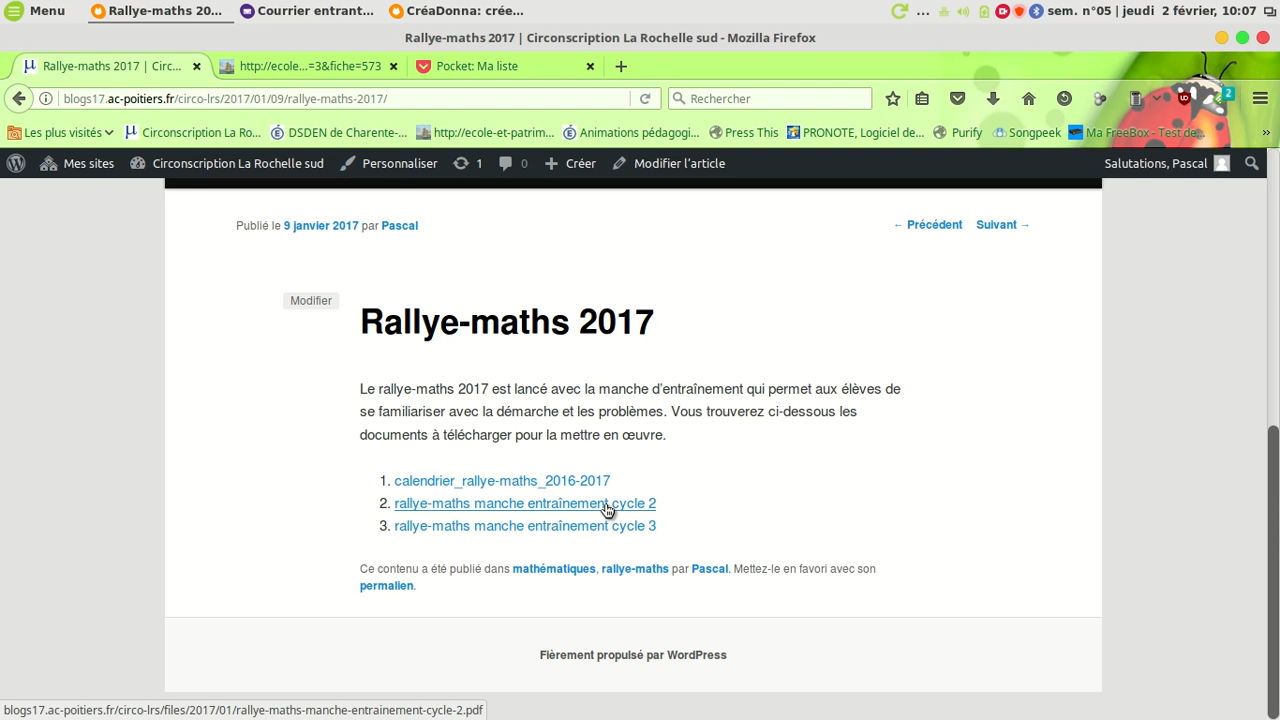 Menu
Rallye-maths 20...
Courrier entrant...
CréaDonna: crée...
...
sem. n°05 | jeudi 2 février, 10:07
Rallye-maths 2017 | Circonscription La Rochelle sud - Mozilla Firefox
Rallye-maths 2017 | Circ...
http://ecole...=3&fiche=573
Pocket: Ma liste
blogs17.ac-poitiers.fr/circo-lrs/2017/01/09/rallye-maths-2017/
Rechercher
2
Les plus visités
Circonscription La Ro...
DSDEN de Charente-...
http://ecole-et-patrim...
Animations pédagogi...
Press This
PRONOTE, Logiciel de...
Purify
Songpeek
Ma FreeBox - Test de...
»
Mes sites
Circonscription La Rochelle sud
Personnaliser
1
0
Créer
Modifier l’article
Salutations, Pascal
Publié le 9 janvier 2017 par Pascal
← Précédent Suivant →
Modifier
Rallye-maths 2017
Le rallye-maths 2017 est lancé avec la manche d’entraînement qui permet aux élèves de
se familiariser avec la démarche et les problèmes. Vous trouverez ci-dessous les
documents à télécharger pour la mettre en œuvre.
1. calendrier_rallye-maths_2016-2017
2. rallye-maths manche entraînement cycle 2
3. rallye-maths manche entraînement cycle 3
Ce contenu a été publié dans mathématiques, rallye-maths par Pascal. Mettez-le en favori avec son
permalien.
Fièrement propulsé par WordPress
blogs17.ac-poitiers.fr/circo-lrs/files/2017/01/rallye-maths-manche-entrainement-cycle-2.pdf